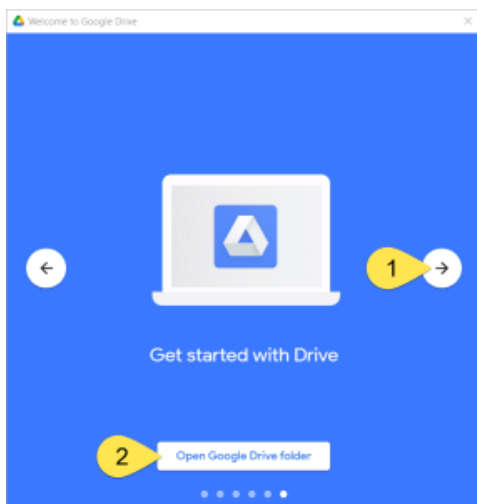 Welcome to Google Drive
1
Get started with Drive
2
Open Google Drive folder